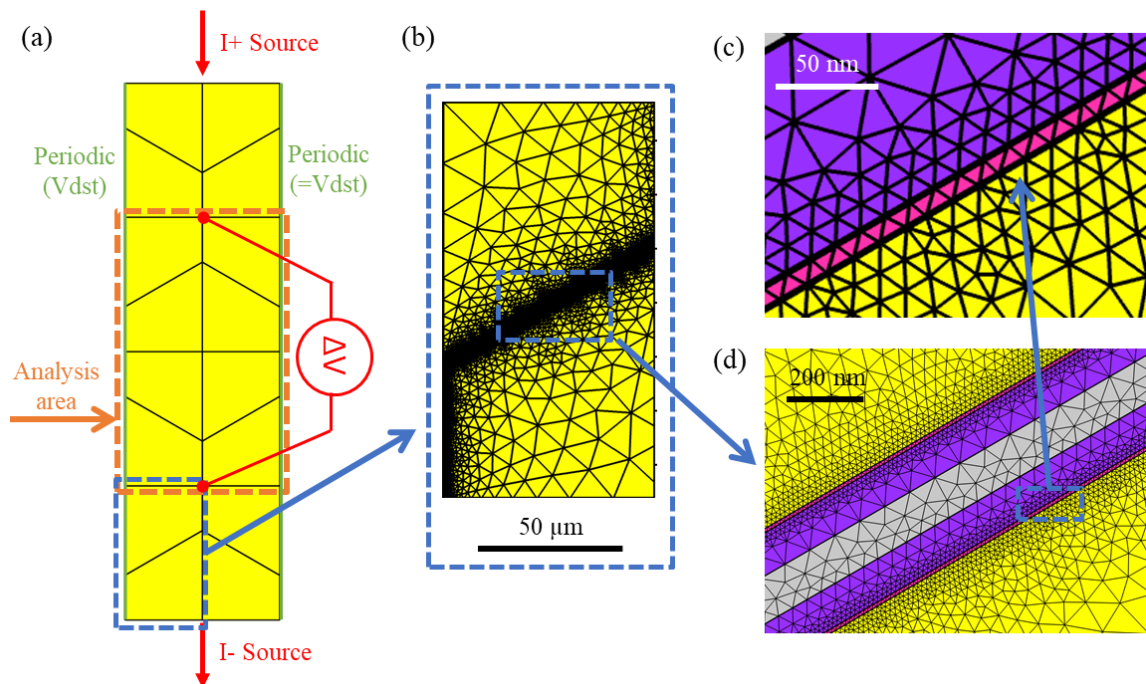 (a)
I+ Source
Periodic
(Vdst)
Periodic
(=Vdst)
ΔV
Analysis
area
I- Source
(b)
50 µm
(c)
50 nm
(d)
200 nm